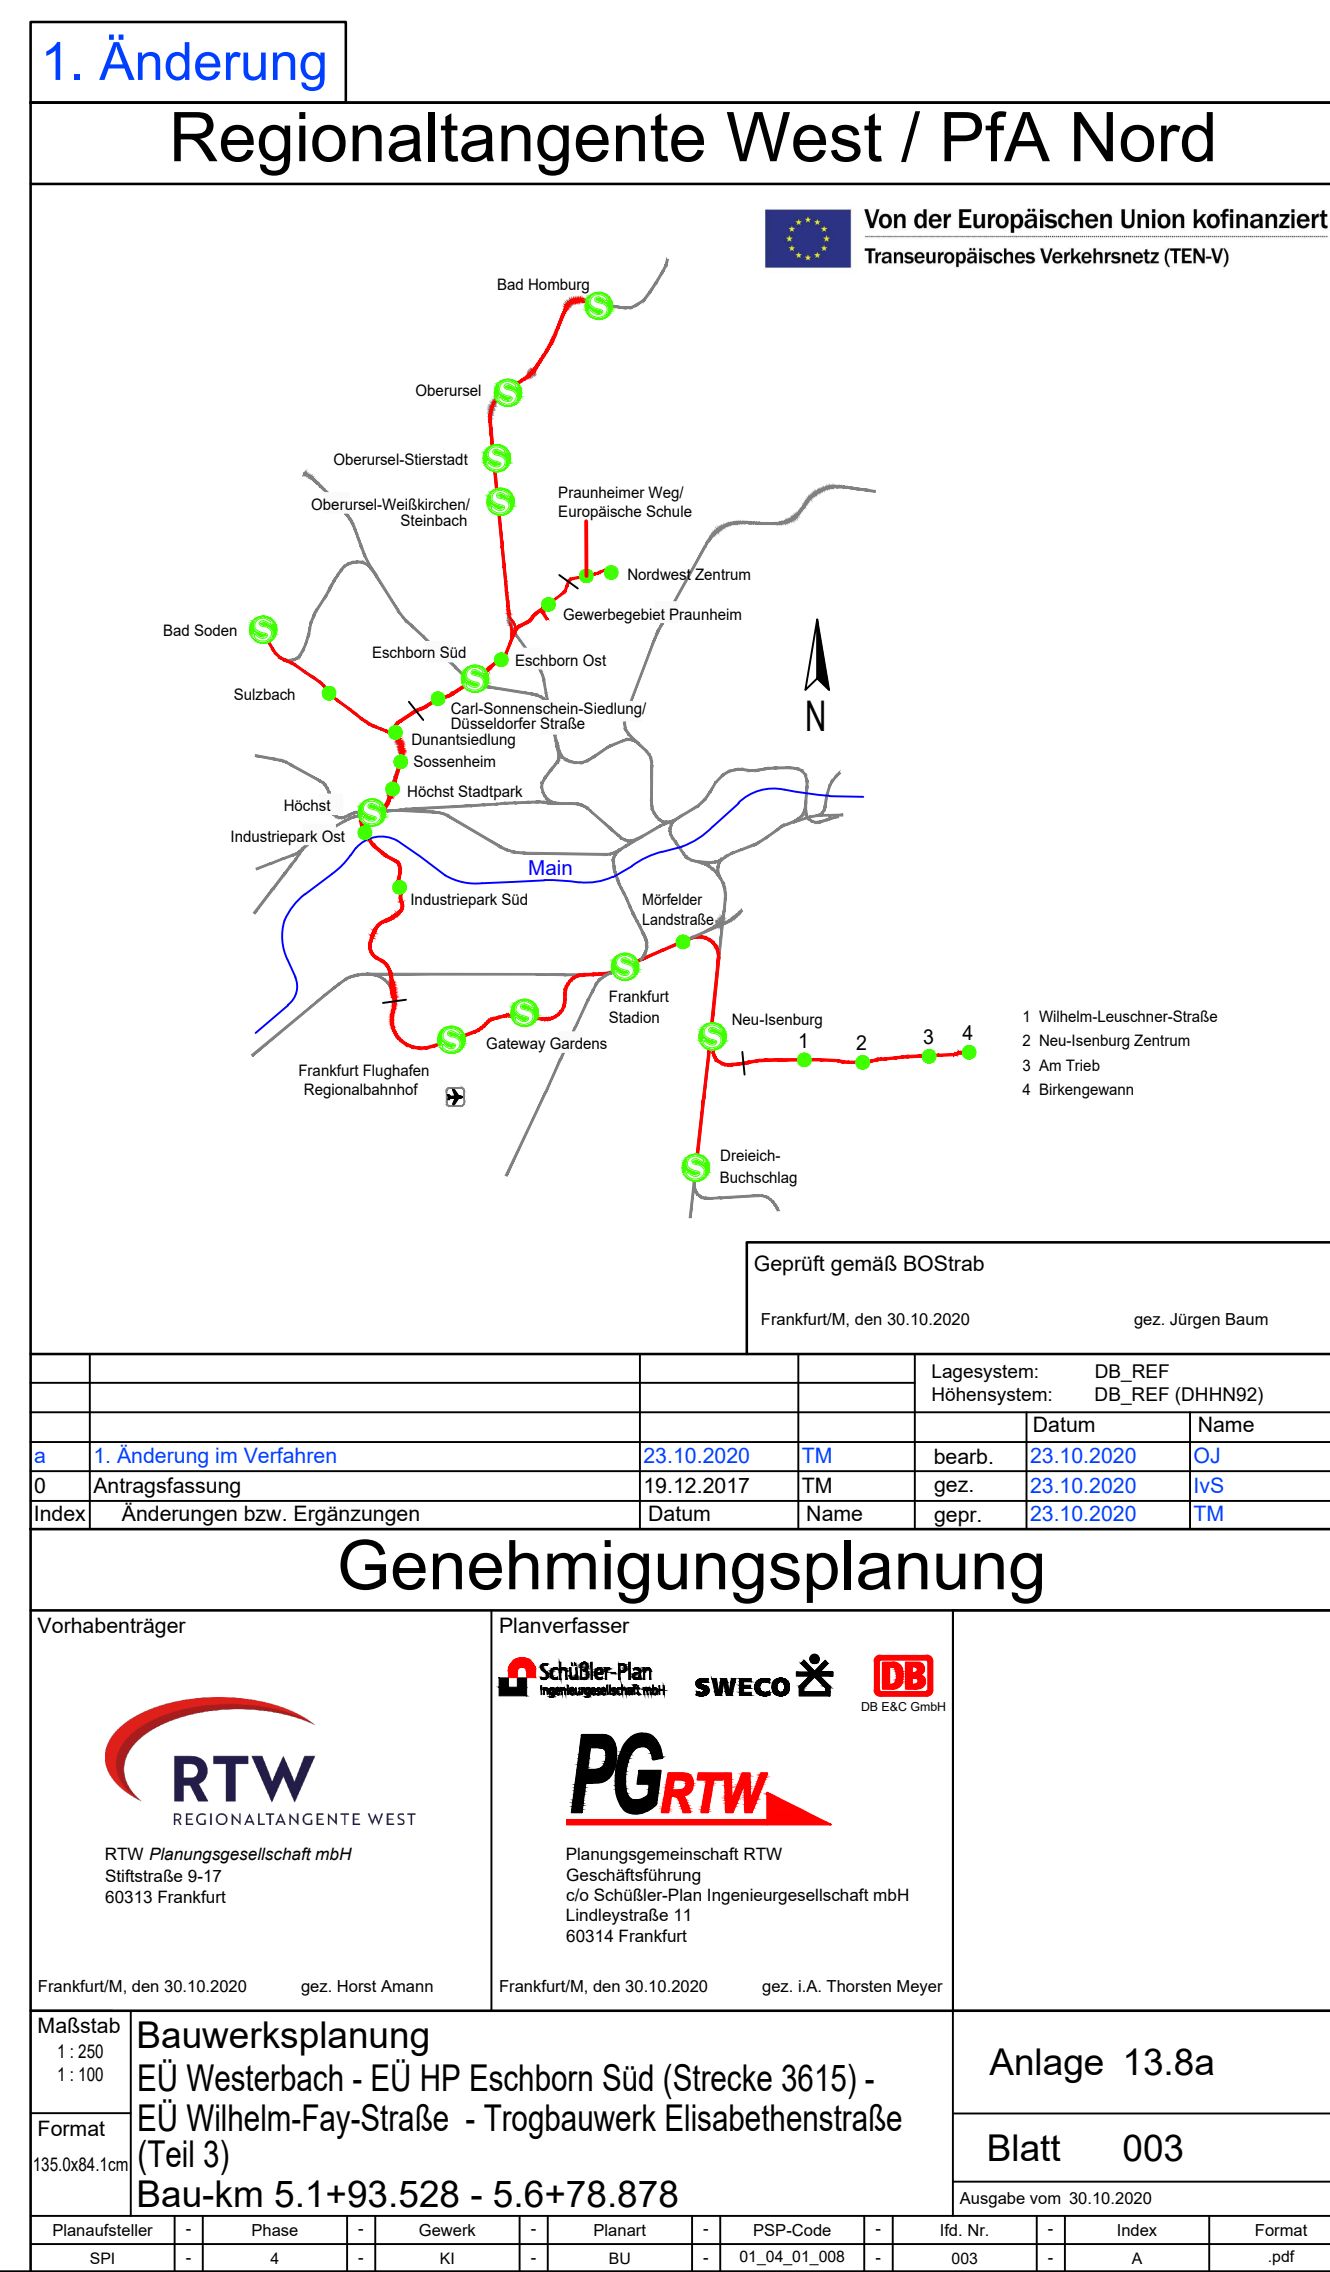 1. Änderung
Regionaltangente West / PfA Nord
Von der Europäischen Union kofinanziert
Transeuropäisches Verkehrsnetz (TEN-V)
Bad Homburg
Oberursel
Oberursel-Stierstadt
Oberursel-Weißkirchen/
Steinbach
Praunheimer Weg/
Europäische Schule
Nordwest Zentrum
Gewerbegebiet Praunheim
Bad Soden
Eschborn Süd
Eschborn Ost
Sulzbach
Carl-Sonnenschein-Siedlung/
Düsseldorfer Straße
Dunantsiedlung
Sossenheim
Höchst Stadtpark
Höchst
Industriepark Ost
N
Main
Industriepark Süd
Mörfelder
Landstraße
Frankfurt
Stadion
Gateway Gardens
Frankfurt Flughafen
Regionalbahnhof
Neu-Isenburg
1 2 3 4
1 Wilhelm-Leuschner-Straße
2 Neu-Isenburg Zentrum
3 Am Trieb
4 Birkengewann
Dreieich-
Buchschlag
Geprüft gemäß BOStrab
Frankfurt/M, den 30.10.2020 gez. Jürgen Baum
Lagesystem: DB_REF
Höhensystem: DB_REF (DHHN92)
Datum Name
a 1. Änderung im Verfahren 23.10.2020 TM bearb. 23.10.2020 OJ
0 Antragsfassung 19.12.2017 TM gez. 23.10.2020 IvS
Index Änderungen bzw. Ergänzungen Datum Name gepr. 23.10.2020 TM
Genehmigungsplanung
Vorhabenträger
RTW
REGIONALTANGENTE WEST
RTW Planungsgesellschaft mbH
Stiftstraße 9-17
60313 Frankfurt
Frankfurt/M, den 30.10.2020 gez. Horst Amann
Planverfasser
Schüßler-Plan
Ingenieurgesellschaft mbH
SWECO
DB
DB E&C GmbH
PGRTW
Planungsgemeinschaft RTW
Geschäftsführung
c/o Schüßler-Plan Ingenieurgesellschaft mbH
Lindleystraße 11
60314 Frankfurt
Frankfurt/M, den 30.10.2020 gez. i.A. Thorsten Meyer
Maßstab
1 : 250
1 : 100
Format
135.0x84.1cm
Bauwerksplanung
EÜ Westerbach - EÜ HP Eschborn Süd (Strecke 3615) -
EÜ Wilhelm-Fay-Straße - Trogbauwerk Elisabethenstraße
(Teil 3)
Bau-km 5.1+93.528 - 5.6+78.878
Anlage 13.8a
Blatt 003
Ausgabe vom 30.10.2020
Planaufsteller - Phase - Gewerk - Planart - PSP-Code - lfd. Nr. - Index Format
SPI - 4 - KI - BU - 01_04_01_008 - 003 - A .pdf